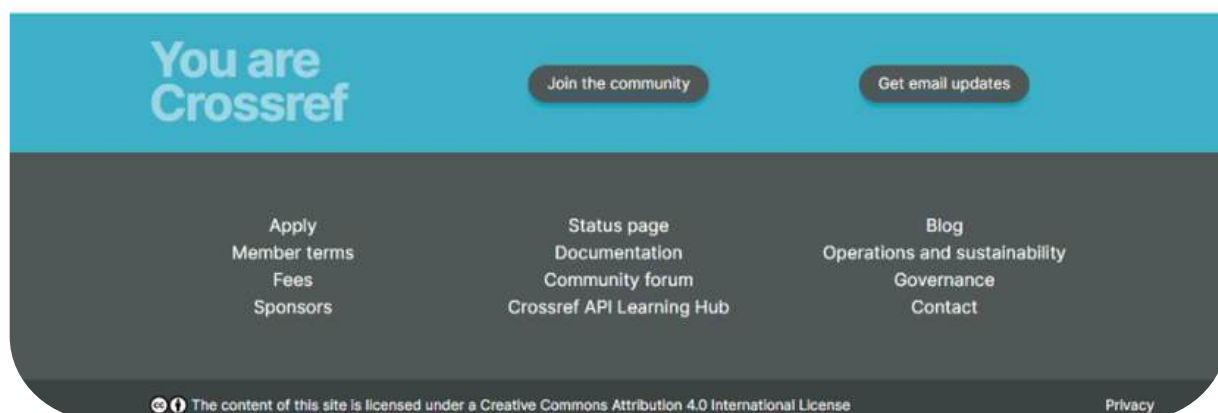 You are
Crossref
Join the community
Get email updates
Apply
Member terms
Fees
Sponsors
Status page
Documentation
Community forum
Crossref API Learning Hub
Blog
Operations and sustainability
Governance
Contact
The content of this site is licensed under a Creative Commons Attribution 4.0 International License
Privacy